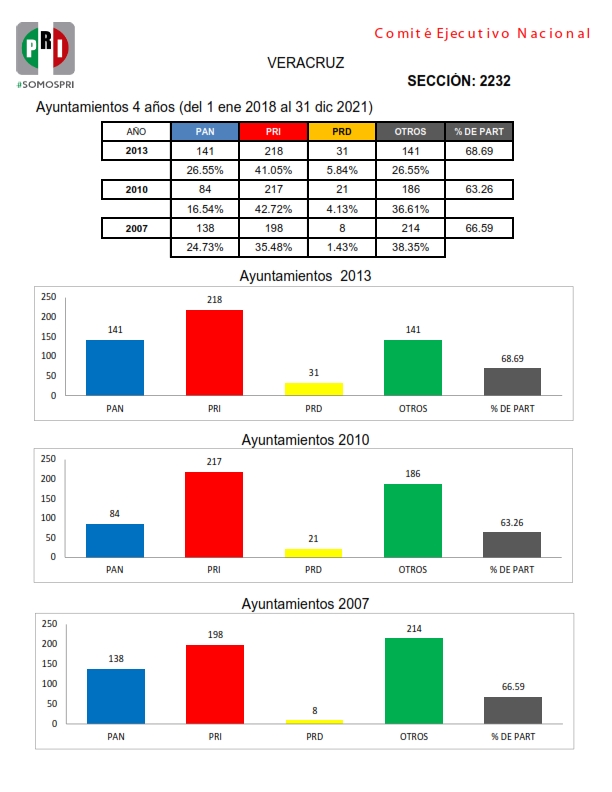 Comité Ejecutivo Nacional
PRI
#SOMOSPRI
VERACRUZ
SECCIÓN: 2232
Ayuntamientos 4 años (del 1 ene 2018 al 31 dic 2021)
AÑO PAN PRI PRD OTROS % DE PART
2013 141 218 31 141 68.69
26.55% 41.05% 5.84% 26.55%
2010 84 217 21 186 63.26
16.54% 42.72% 4.13% 36.61%
2007 138 198 8 214 66.59
24.73% 35.48% 1.43% 38.35%
Ayuntamientos 2013
250
200
150
100
50
0
141 218 31 141 68.69
PAN PRI PRD OTROS % DE PART
Ayuntamientos 2010
250
200
150
100
50
0
84 217 21 186 63.26
PAN PRI PRD OTROS % DE PART
Ayuntamientos 2007
250
200
150
100
50
0
138 198 8 214 66.59
PAN PRI PRD OTROS % DE PART